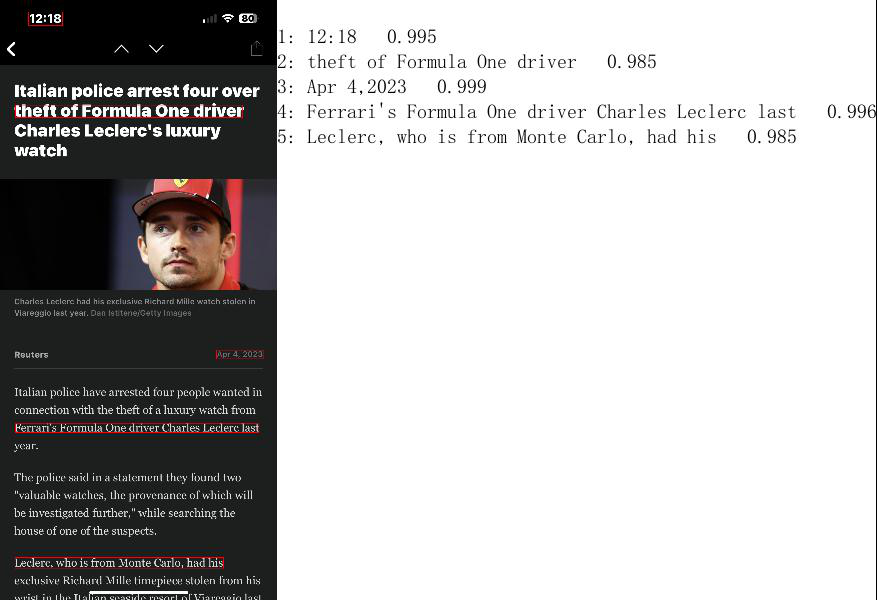 12:18
80
Italian police arrest four over
theft of Formula One driver
Charles Leclerc's luxury
watch
Charles Leclerc had his exclusive Richard Mille watch stolen in
Viareggio last year. Dan Istitene/Getty Images
Reuters
Apr 4, 2023
Italian police have arrested four people wanted in
connection with the theft of a luxury watch from
Ferrari's Formula One driver Charles Leclerc last
year.
The police said in a statement they found two
"valuable watches, the provenance of which will
be investigated further," while searching the
house of one of the suspects.
Leclerc, who is from Monte Carlo, had his
exclusive Richard Mille timepiece stolen from his
wrist in the Italian seaside resort of Viareggio last
1: 12:18 0.995
2: theft of Formula One driver 0.985
3: Apr 4,2023 0.999
4: Ferrari's Formula One driver Charles Leclerc last 0.996
5: Leclerc, who is from Monte Carlo, had his 0.985